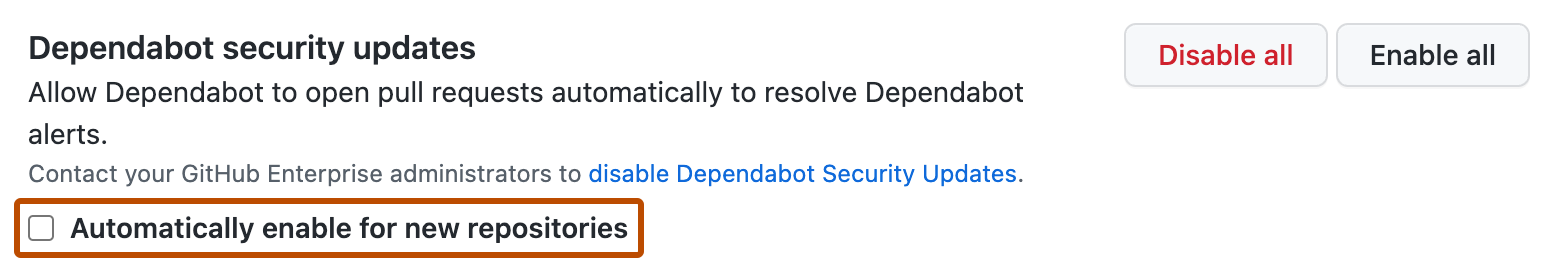 Dependabot security updates
Disable all
Enable all
Allow Dependabot to open pull requests automatically to resolve Dependabot
alerts.
Contact your GitHub Enterprise administrators to disable Dependabot Security Updates.
Automatically enable for new repositories